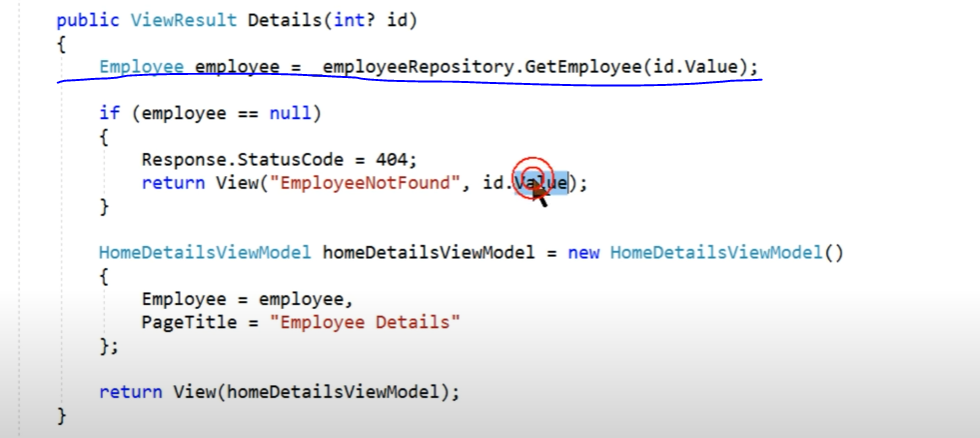 public ViewResult Details(int? id)
{
Employee employee = employeeRepository.GetEmployee(id.Value);
if (employee == null)
{
Response.StatusCode = 404;
return View("EmployeeNotFound", id.Value);
}
HomeDetailsViewModel homeDetailsViewModel = new HomeDetailsViewModel()
{
Employee = employee,
PageTitle = "Employee Details"
};
return View(homeDetailsViewModel);
}